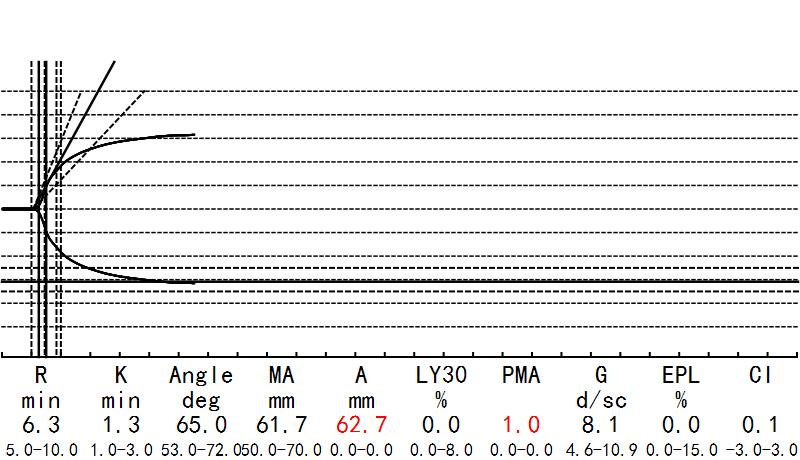 R K Angle MA A LY30 PMA G EPL CI
min min deg mm mm % d/sc %
6.3 1.3 65.0 61.7 62.7 0.0 1.0 8.1 0.0 0.1
5.0-10.0 1.0-3.0 53.0-72.0 50.0-70.0 0.0-0.0 0.0-8.0 0.0-0.0 4.6-10.9 0.0-15.0 -3.0-3.0